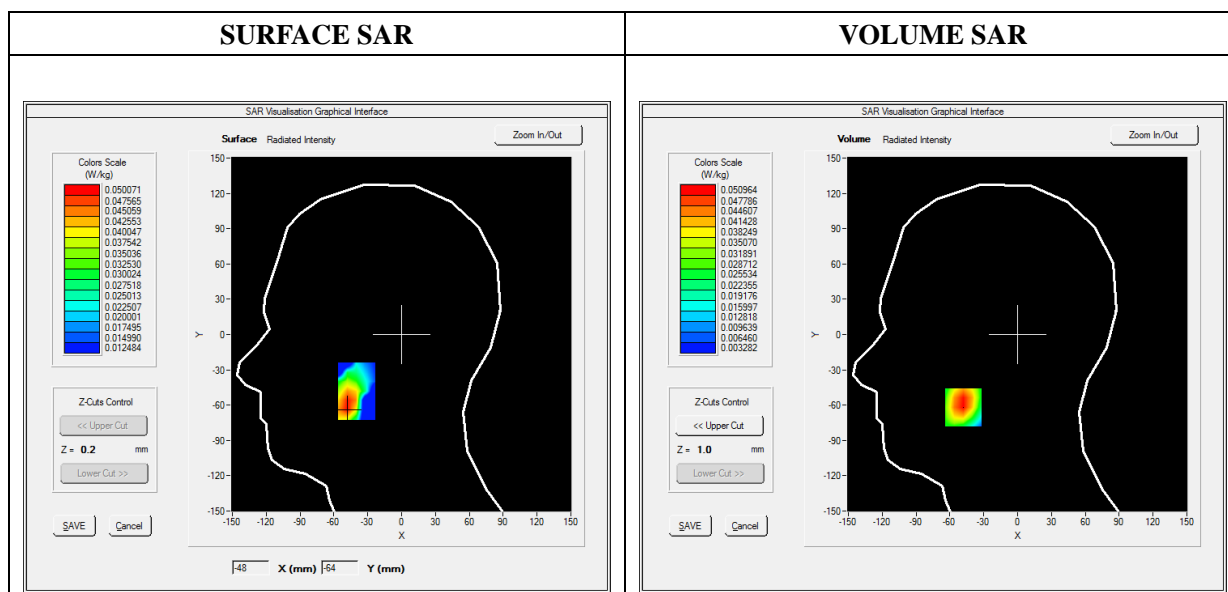 SURFACE SAR
VOLUME SAR
SAR Visualisation Graphical Interface
Surface Radiated Intensity
Zoom In/Out
Colors Scale
(W/kg)
0.050071
0.047565
0.045059
0.042553
0.040047
0.037542
0.035036
0.032530
0.030024
0.027518
0.025013
0.022507
0.020001
0.017495
0.014990
0.012484
Z-Cuts Control
<< Upper Cut
Z = 0.2 mm
Lower Cut >>
SAVE Cancel
150
120
90
60
30
0
-30
-60
-90
-120
-150
Y
-150 -120 -90 -60 -30 0 30 60 90 120 150
X
-48 X (mm) -64 Y (mm)
SAR Visualisation Graphical Interface
Volume Radiated Intensity
Zoom In/Out
Colors Scale
(W/kg)
0.050964
0.047786
0.044607
0.041428
0.038249
0.035070
0.031891
0.028712
0.025534
0.022355
0.019176
0.015997
0.012818
0.009639
0.006460
0.003282
Z-Cuts Control
<< Upper Cut
Z = 1.0 mm
Lower Cut >>
SAVE Cancel
150
120
90
60
30
0
-30
-60
-90
-120
-150
Y
-150 -120 -90 -60 -30 0 30 60 90 120 150
X